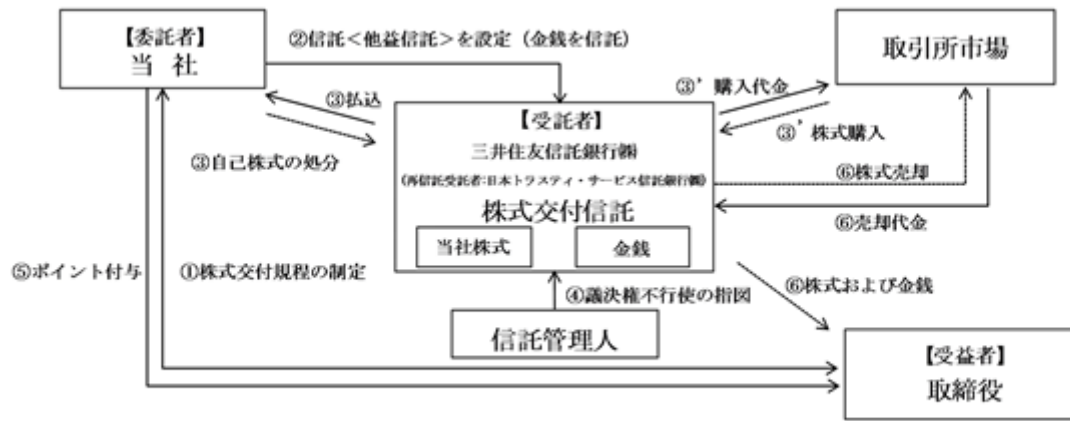 【委託者】
当 社
②信託<他益信託>を設定（金銭を信託）
取引所市場
③払込
③自己株式の処分
【受託者】
三井住友信託銀行㈱
(再信託受託者:日本トラスティ・サービス信託銀行㈱)
株式交付信託
当社株式
金銭
③’購入代金
③’株式購入
⑥株式売却
⑥売却代金
⑤ポイント付与
①株式交付規程の制定
④議決権不行使の指図
⑥株式および金銭
信託管理人
【受益者】
取締役